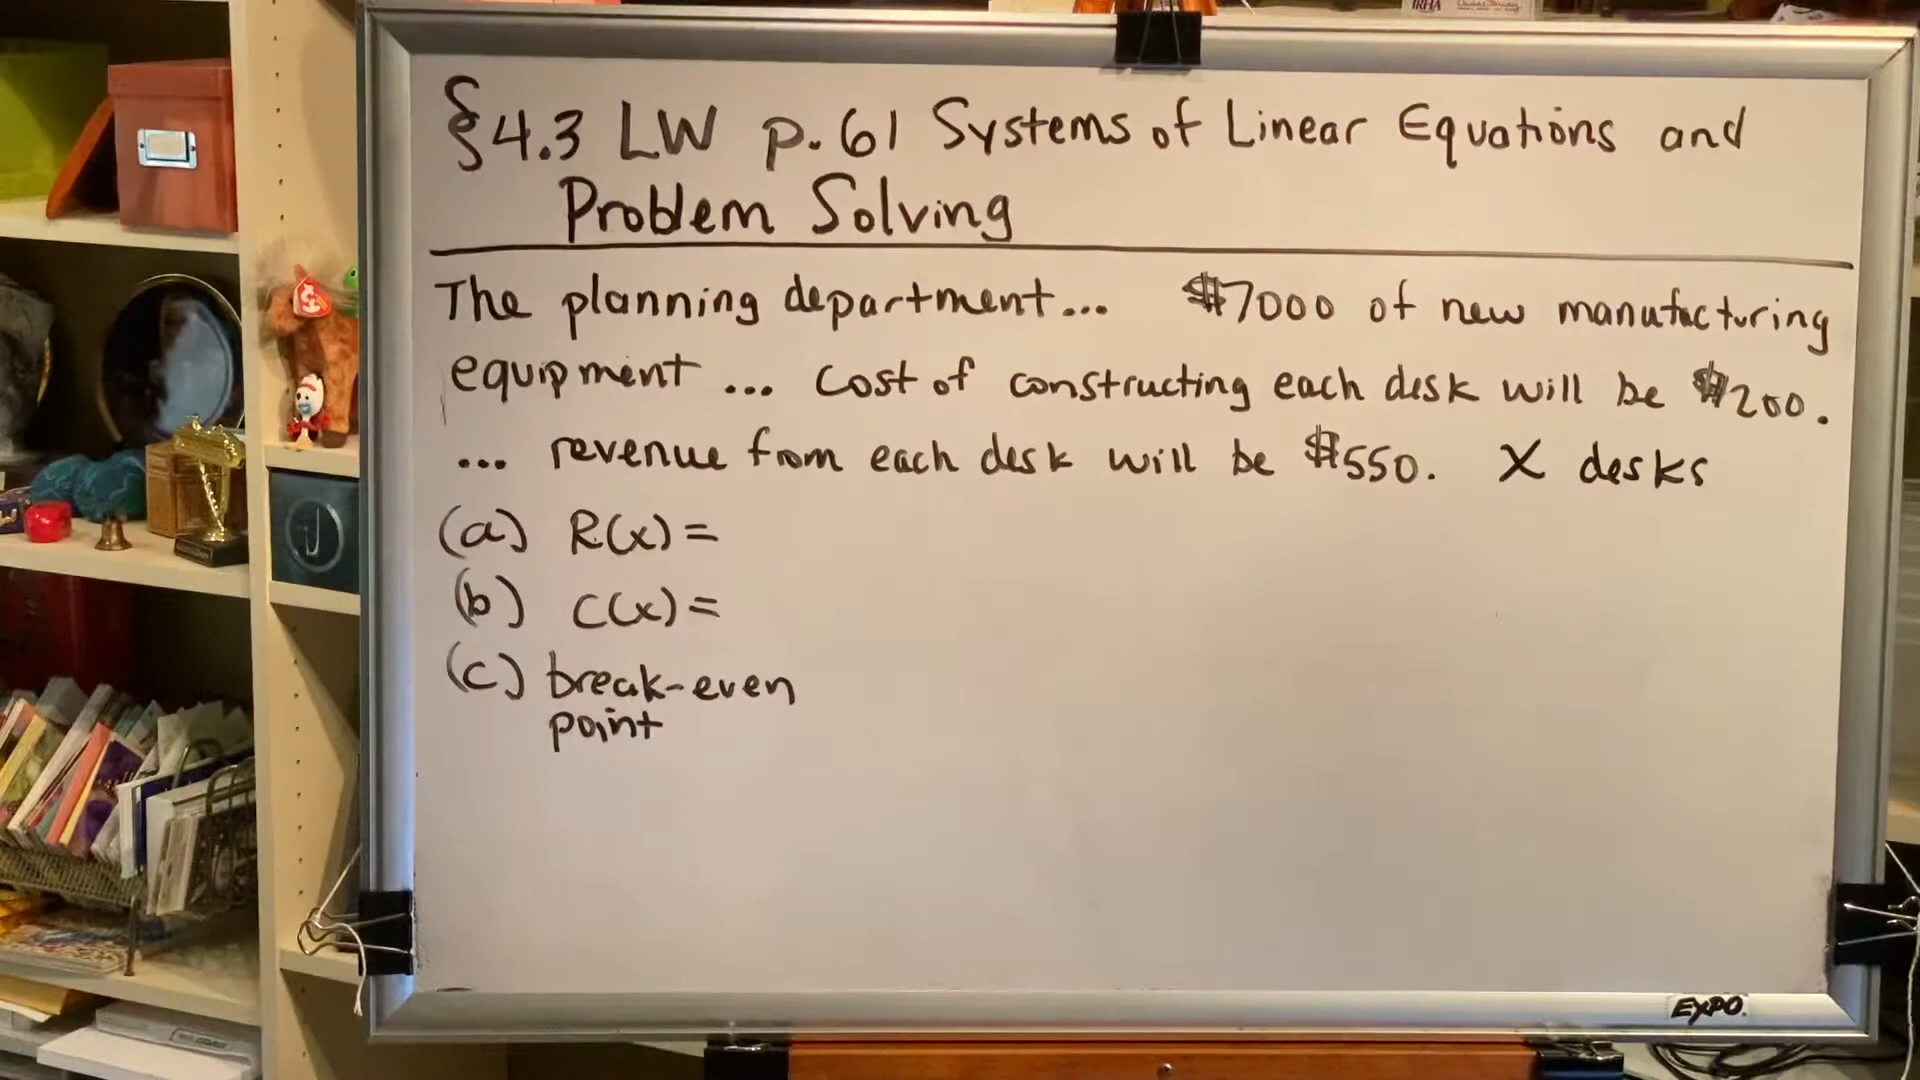 IRHA
§4.3 LW p.61 Systems of Linear Equations and
Problem Solving
The planning department... $7000 of new manufacturing
equipment ... cost of constructing each desk will be $200.
... revenue from each desk will be $550. X desks
(a) R(x)=
(b) C(x)=
(c) break-even
point
EXPO.